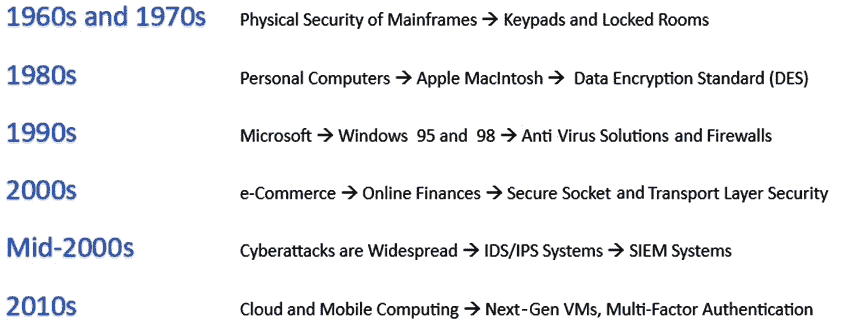 1960s and 1970s Physical Security of Mainframes → Keypads and Locked Rooms
1980s Personal Computers → Apple MacIntosh → Data Encryption Standard (DES)
1990s Microsoft → Windows 95 and 98 → Anti Virus Solutions and Firewalls
2000s e-Commerce → Online Finances → Secure Socket and Transport Layer Security
Mid-2000s Cyberattacks are Widespread → IDS/IPS Systems → SIEM Systems
2010s Cloud and Mobile Computing → Next-Gen VMs, Multi-Factor Authentication